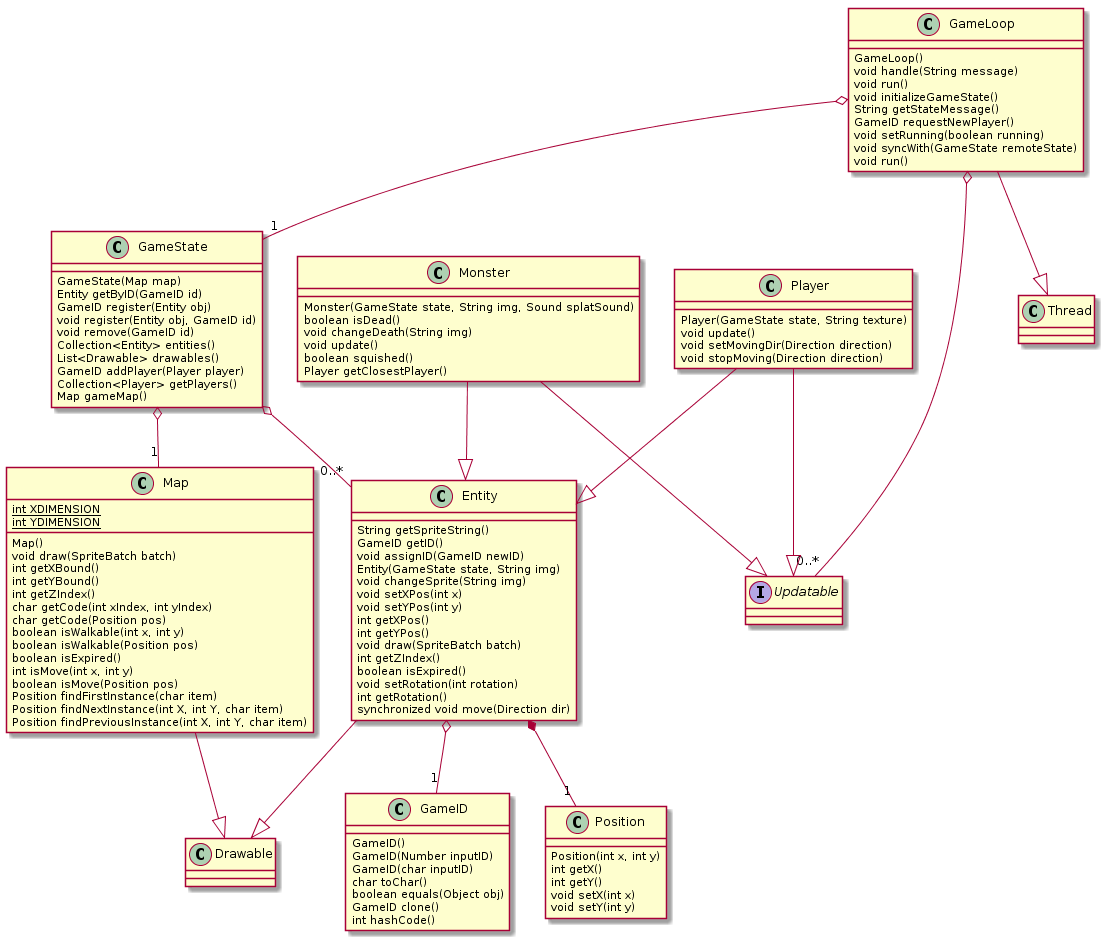 C GameLoop
GameLoop()
void handle(String message)
void run()
void initializeGameState()
String getStateMessage()
GameID requestNewPlayer()
void setRunning(boolean running)
void syncWith(GameState remoteState)
void run()
1
C GameState
GameState(Map map)
Entity getByID(GameID id)
GameID register(Entity obj)
void register(Entity obj, GameID id)
void remove(GameID id)
Collection<Entity> entities()
List<Drawable> drawables()
GameID addPlayer(Player player)
Collection<Player> getPlayers()
Map gameMap()
C Monster
Monster(GameState state, String img, Sound splatSound)
boolean isDead()
void changeDeath(String img)
void update()
boolean squished()
Player getClosestPlayer()
C Player
Player(GameState state, String texture)
void update()
void setMovingDir(Direction direction)
void stopMoving(Direction direction)
C Thread
1
0..*
0..*
C Map
int XDIMENSION
int YDIMENSION
Map()
void draw(SpriteBatch batch)
int getXBound()
int getYBound()
int getZIndex()
char getCode(int xIndex, int yIndex)
char getCode(Position pos)
boolean isWalkable(int x, int y)
boolean isWalkable(Position pos)
boolean isExpired()
int isMove(int x, int y)
boolean isMove(Position pos)
Position findFirstInstance(char item)
Position findNextInstance(int X, int Y, char item)
Position findPreviousInstance(int X, int Y, char item)
C Entity
String getSpriteString()
GameID getID()
void assignID(GameID newID)
Entity(GameState state, String img)
void changeSprite(String img)
void setXPos(int x)
void setYPos(int y)
int getXPos()
int getYPos()
void draw(SpriteBatch batch)
int getZIndex()
boolean isExpired()
void setRotation(int rotation)
int getRotation()
synchronized void move(Direction dir)
I Updatable
1
1
C Drawable
C GameID
GameID()
GameID(Number inputID)
GameID(char inputID)
char toChar()
boolean equals(Object obj)
GameID clone()
int hashCode()
C Position
Position(int x, int y)
int getX()
int getY()
void setX(int x)
void setY(int y)